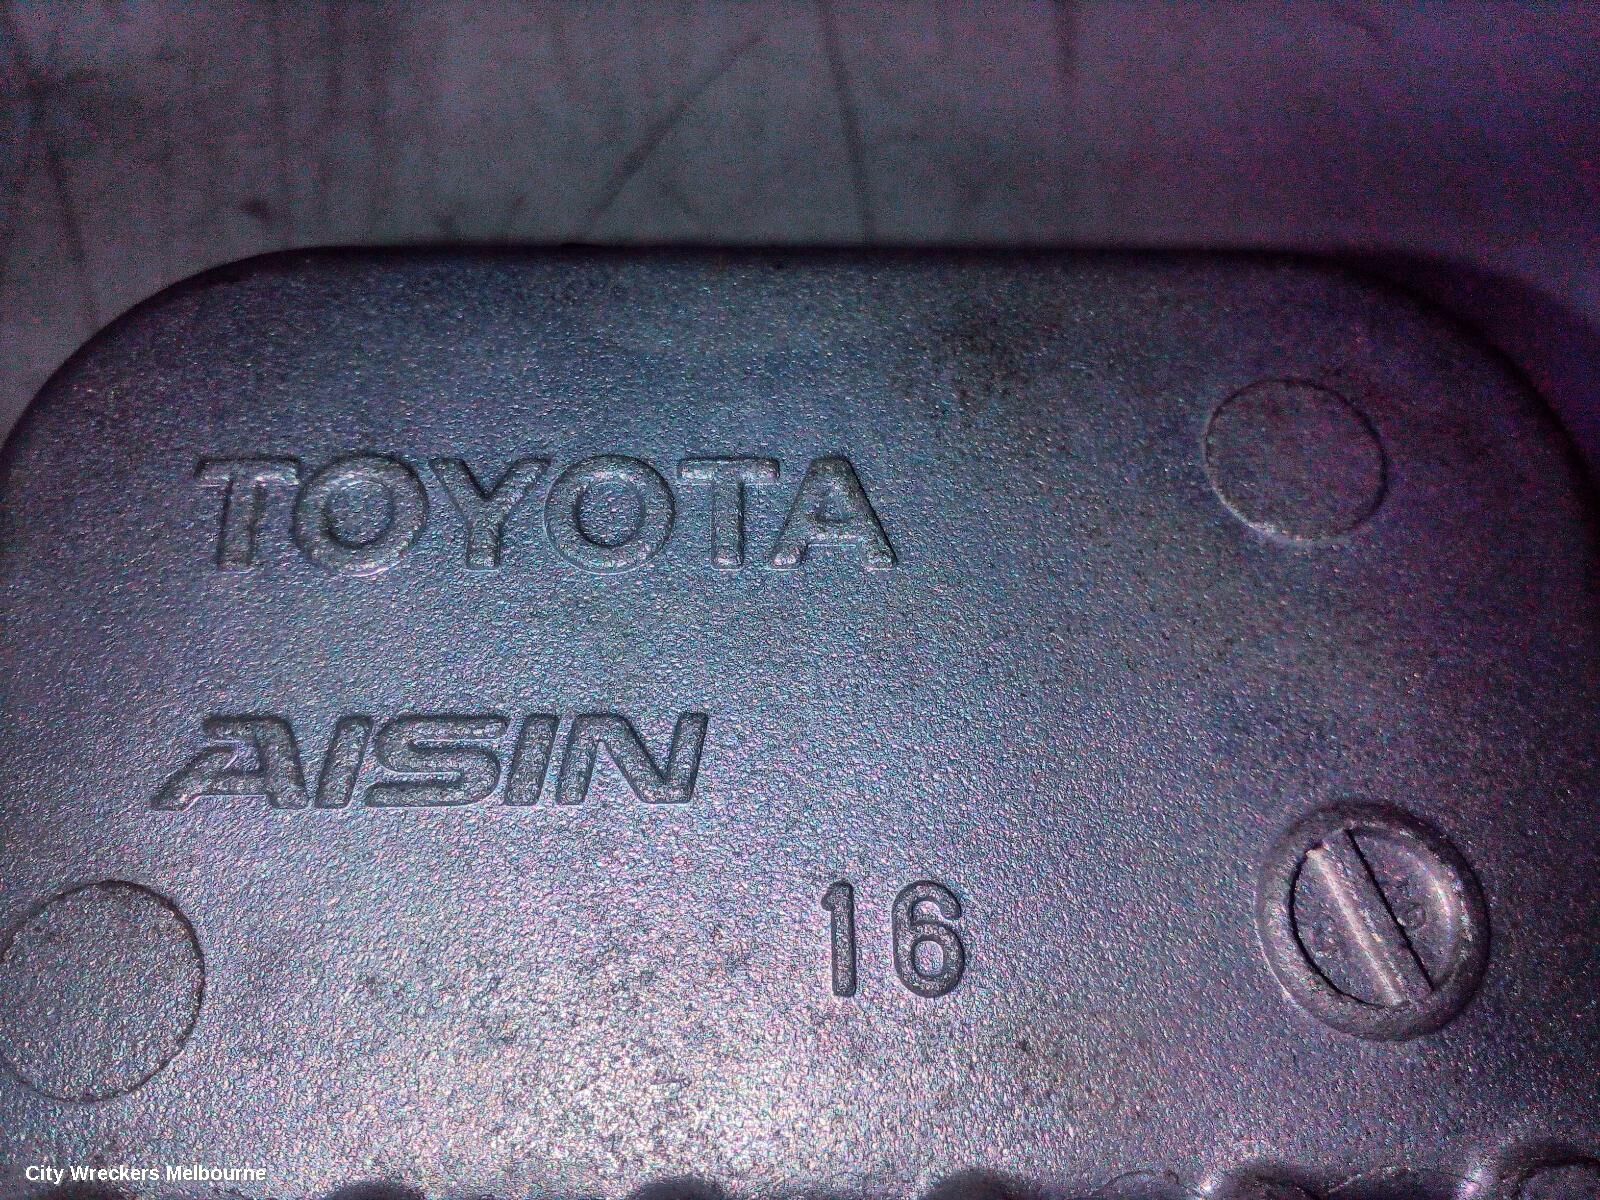 TOYOTA
AISIN
16
City Wreckers Melbourne